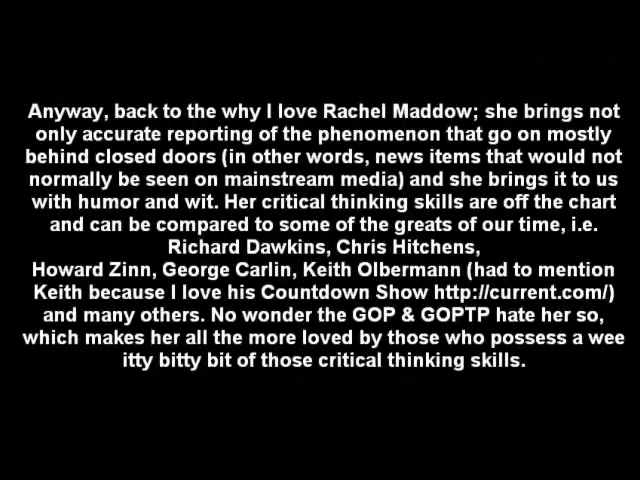 Anyway, back to the why I love Rachel Maddow; she brings not
only accurate reporting of the phenomenon that go on mostly
behind closed doors (in other words, news items that would not
normally be seen on mainstream media) and she brings it to us
with humor and wit. Her critical thinking skills are off the chart
and can be compared to some of the greats of our time, i.e.
Richard Dawkins, Chris Hitchens,
Howard Zinn, George Carlin, Keith Olbermann (had to mention
Keith because I love his Countdown Show http://current.com/)
and many others. No wonder the GOP & GOPTP hate her so,
which makes her all the more loved by those who possess a wee
itty bitty bit of those critical thinking skills.